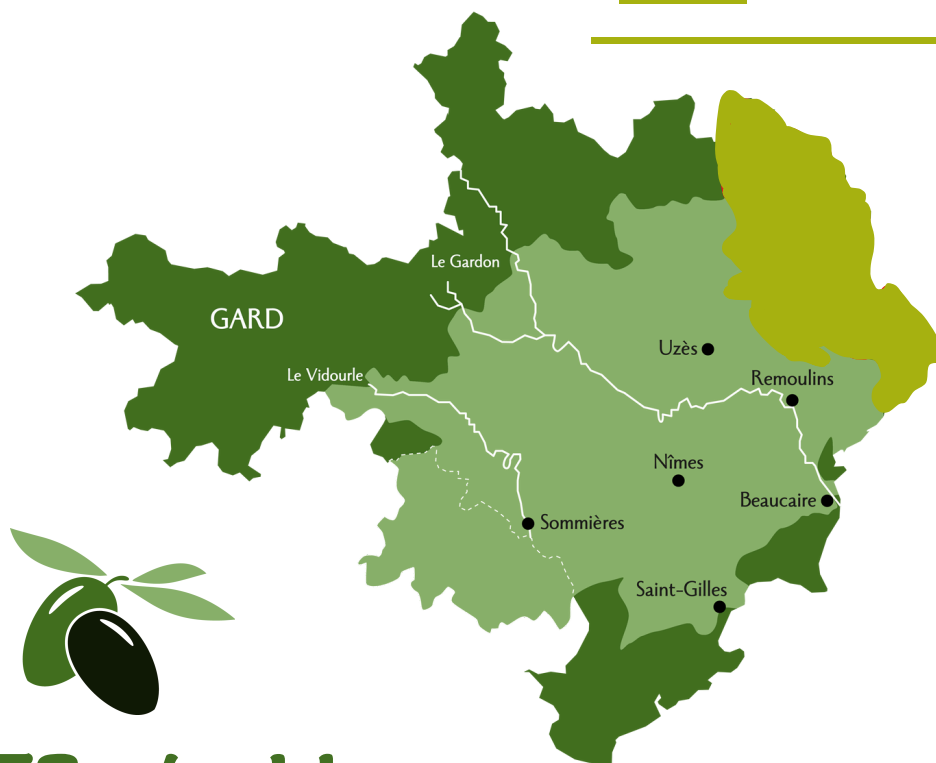 Le Gardon
GARD
Uzès
Le Vidourle
Remoulins
Nîmes
Beaucaire
Sommières
Saint-Gilles